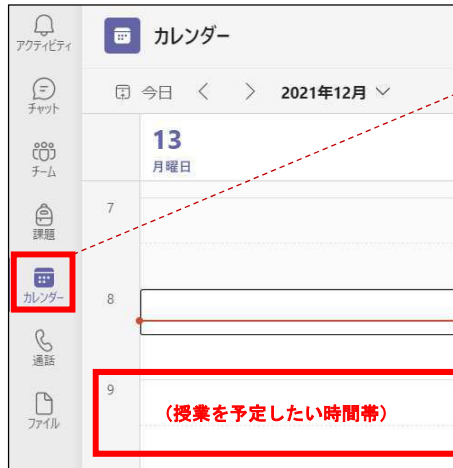 アクティビティ
チャット
チーム
課題
カレンダー
通話
ファイル
カレンダー
今日 < > 2021年12月
13
月曜日
7
8
9
（授業を予定したい時間帯）